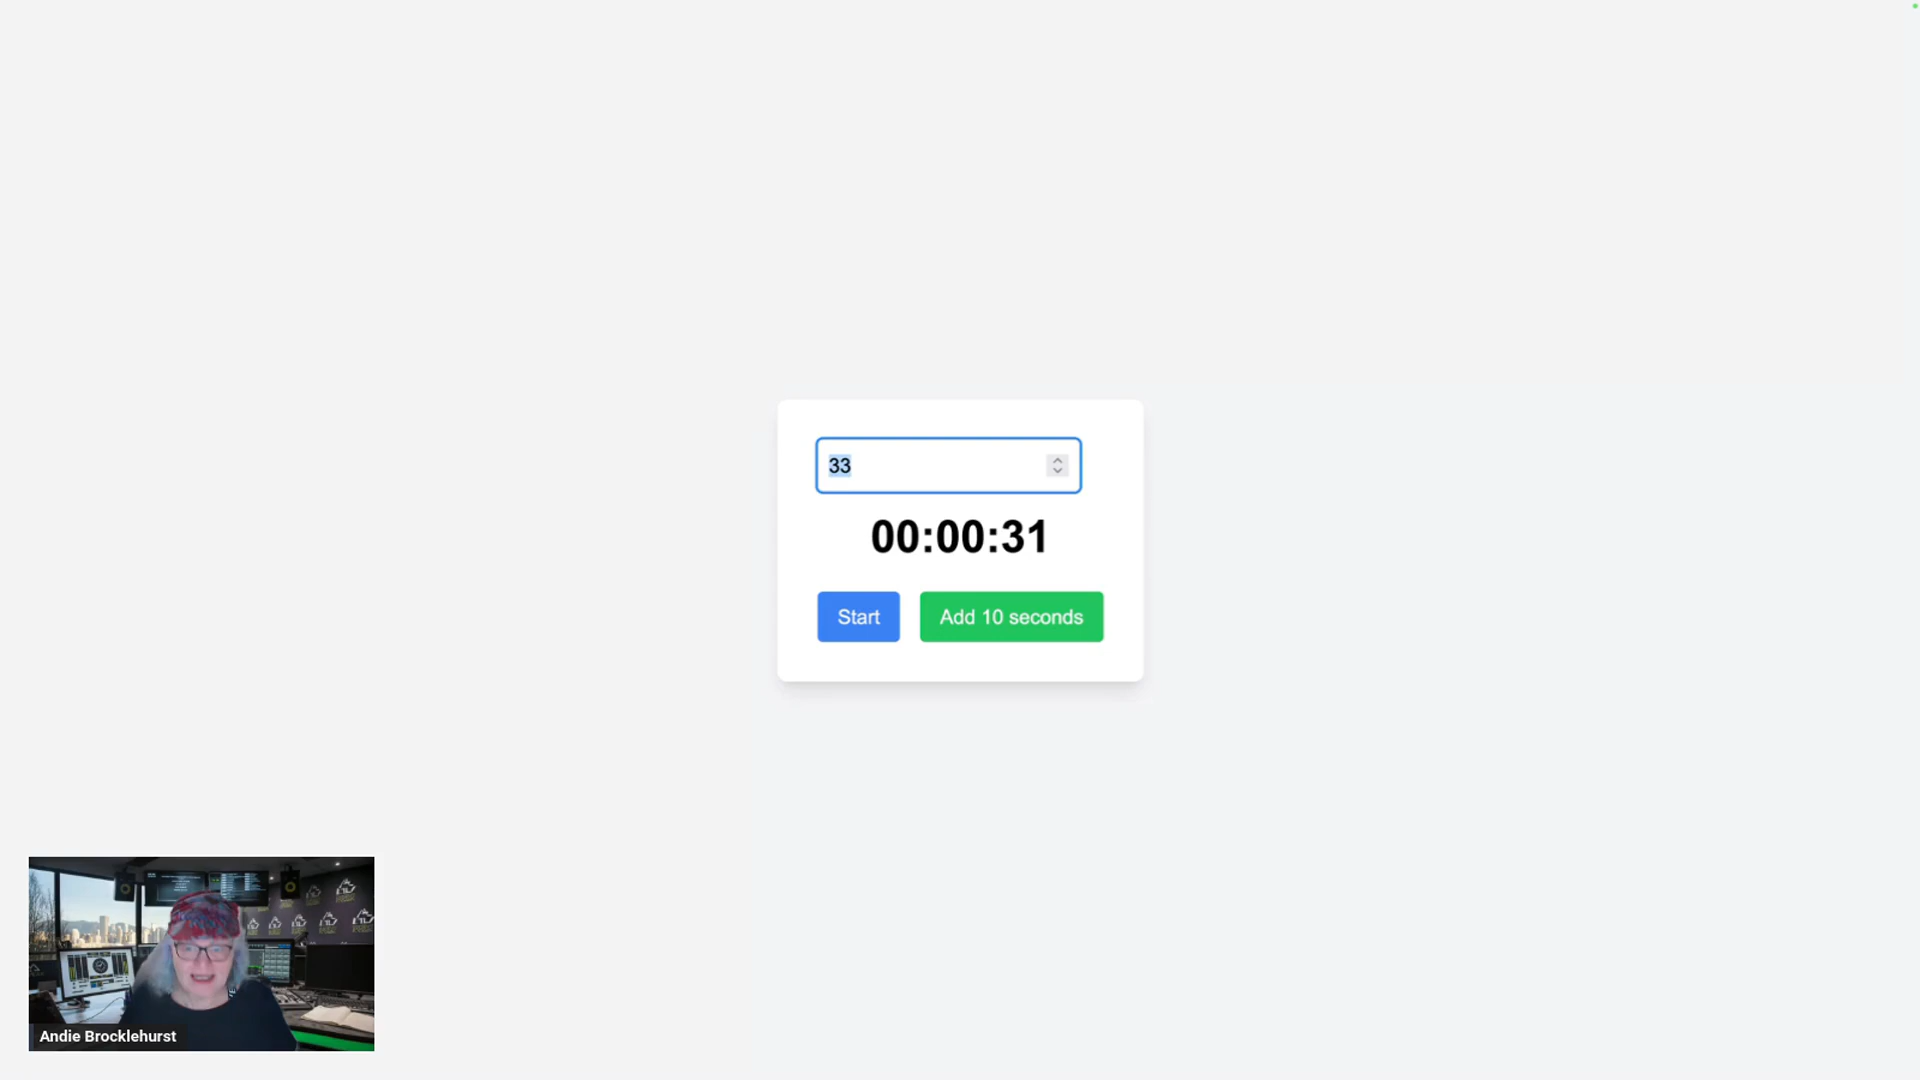 33
00:00:31
Start
Add 10 seconds
Andie Brocklehurst